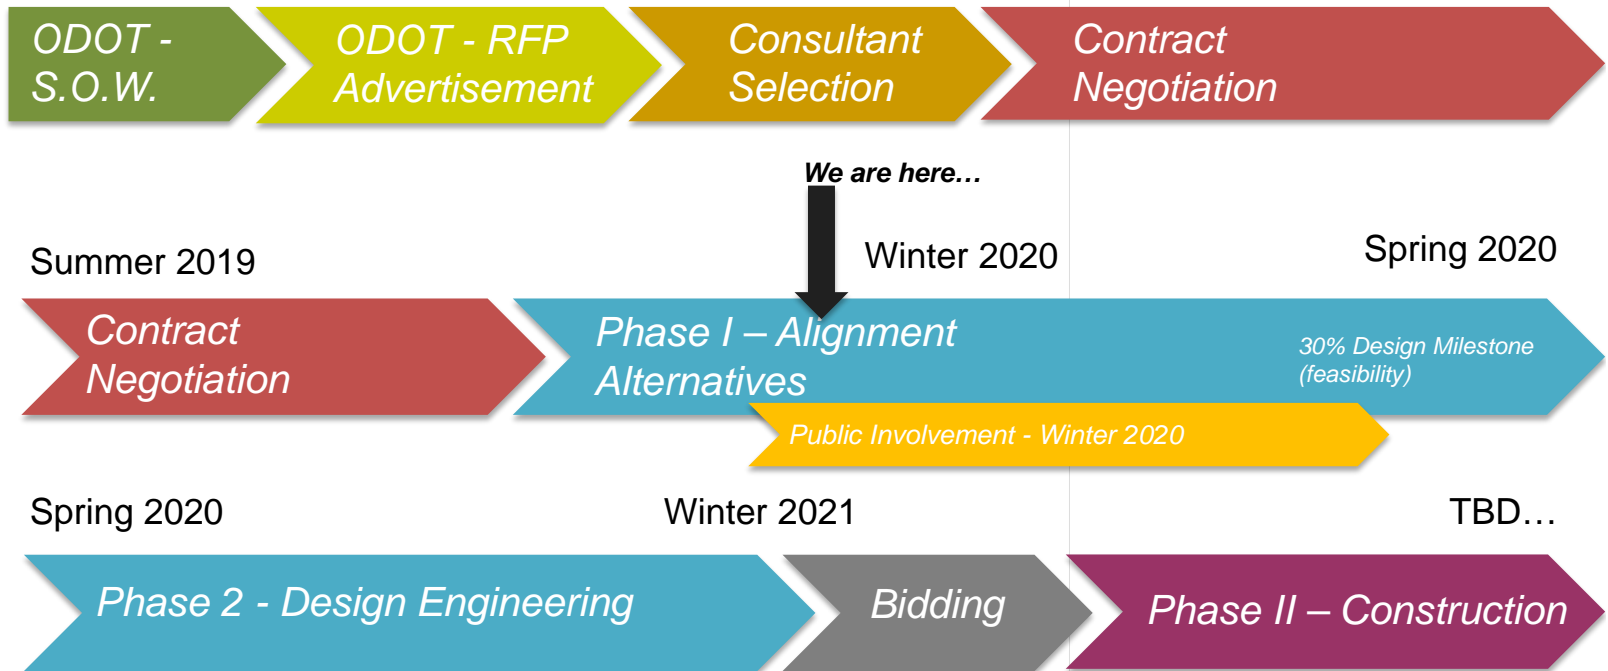 ODOT -
S.O.W.
ODOT - RFP
Advertisement
Consultant
Selection
Contract
Negotiation
We are here…
Summer 2019
Winter 2020
Spring 2020
Contract
Negotiation
Phase I – Alignment
Alternatives
30% Design Milestone
(feasibility)
Public Involvement - Winter 2020
Spring 2020
Winter 2021
TBD…
Phase 2 - Design Engineering
Bidding
Phase II – Construction